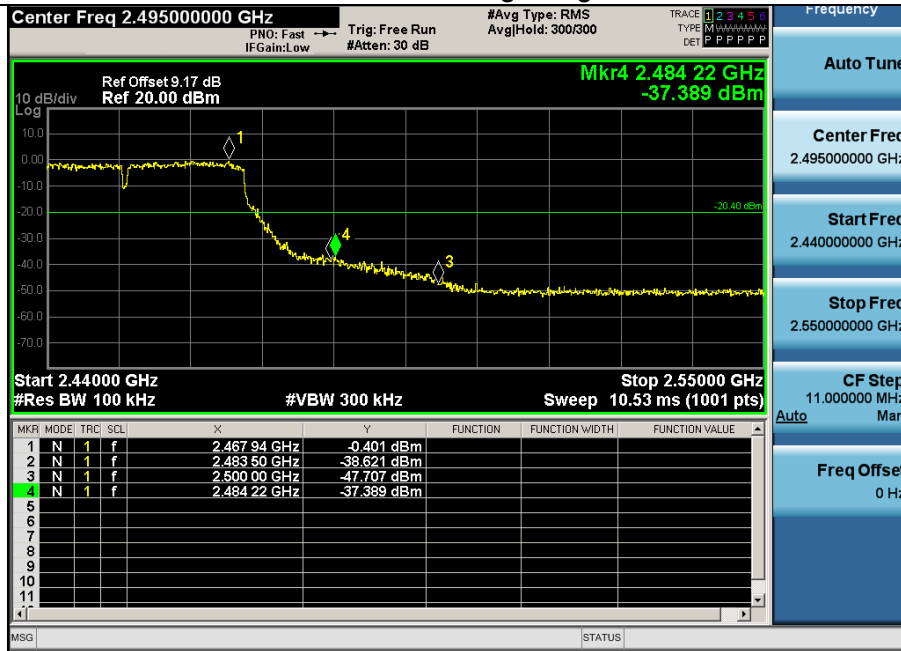 Center Freq 2.495000000 GHz
PNO: Fast
IFGain:Low
Trig: Free Run
#Atten: 30 dB
#Avg Type: RMS
Avg|Hold: 300/300
TRACE 1 2 3 4 5 6
TYPE M
DET P P P P P P
Ref Offset 9.17 dB
Ref 20.00 dBm
10 dB/div
Log
Mkr4 2.484 22 GHz
-37.389 dBm
10.0
0.00
-10.0
-20.0
-30.0
-40.0
-50.0
-60.0
-70.0
1
4
3
-20.40 dBm
Start 2.44000 GHz
Stop 2.55000 GHz
#Res BW 100 kHz
#VBW 300 kHz
Sweep 10.53 ms (1001 pts)
MKR MODE TRC SCL X Y FUNCTION FUNCTION WIDTH FUNCTION VALUE
1 N 1 f 2.467 94 GHz -0.401 dBm
2 N 1 f 2.483 50 GHz -38.621 dBm
3 N 1 f 2.500 00 GHz -47.707 dBm
4 N 1 f 2.484 22 GHz -37.389 dBm
5
6
7
8
9
10
11
MSG
STATUS
Frequency
Auto Tune
Center Freq
2.495000000 GHz
Start Freq
2.440000000 GHz
Stop Freq
2.550000000 GHz
CF Step
11.000000 MHz
Auto Man
Freq Offset
0 Hz